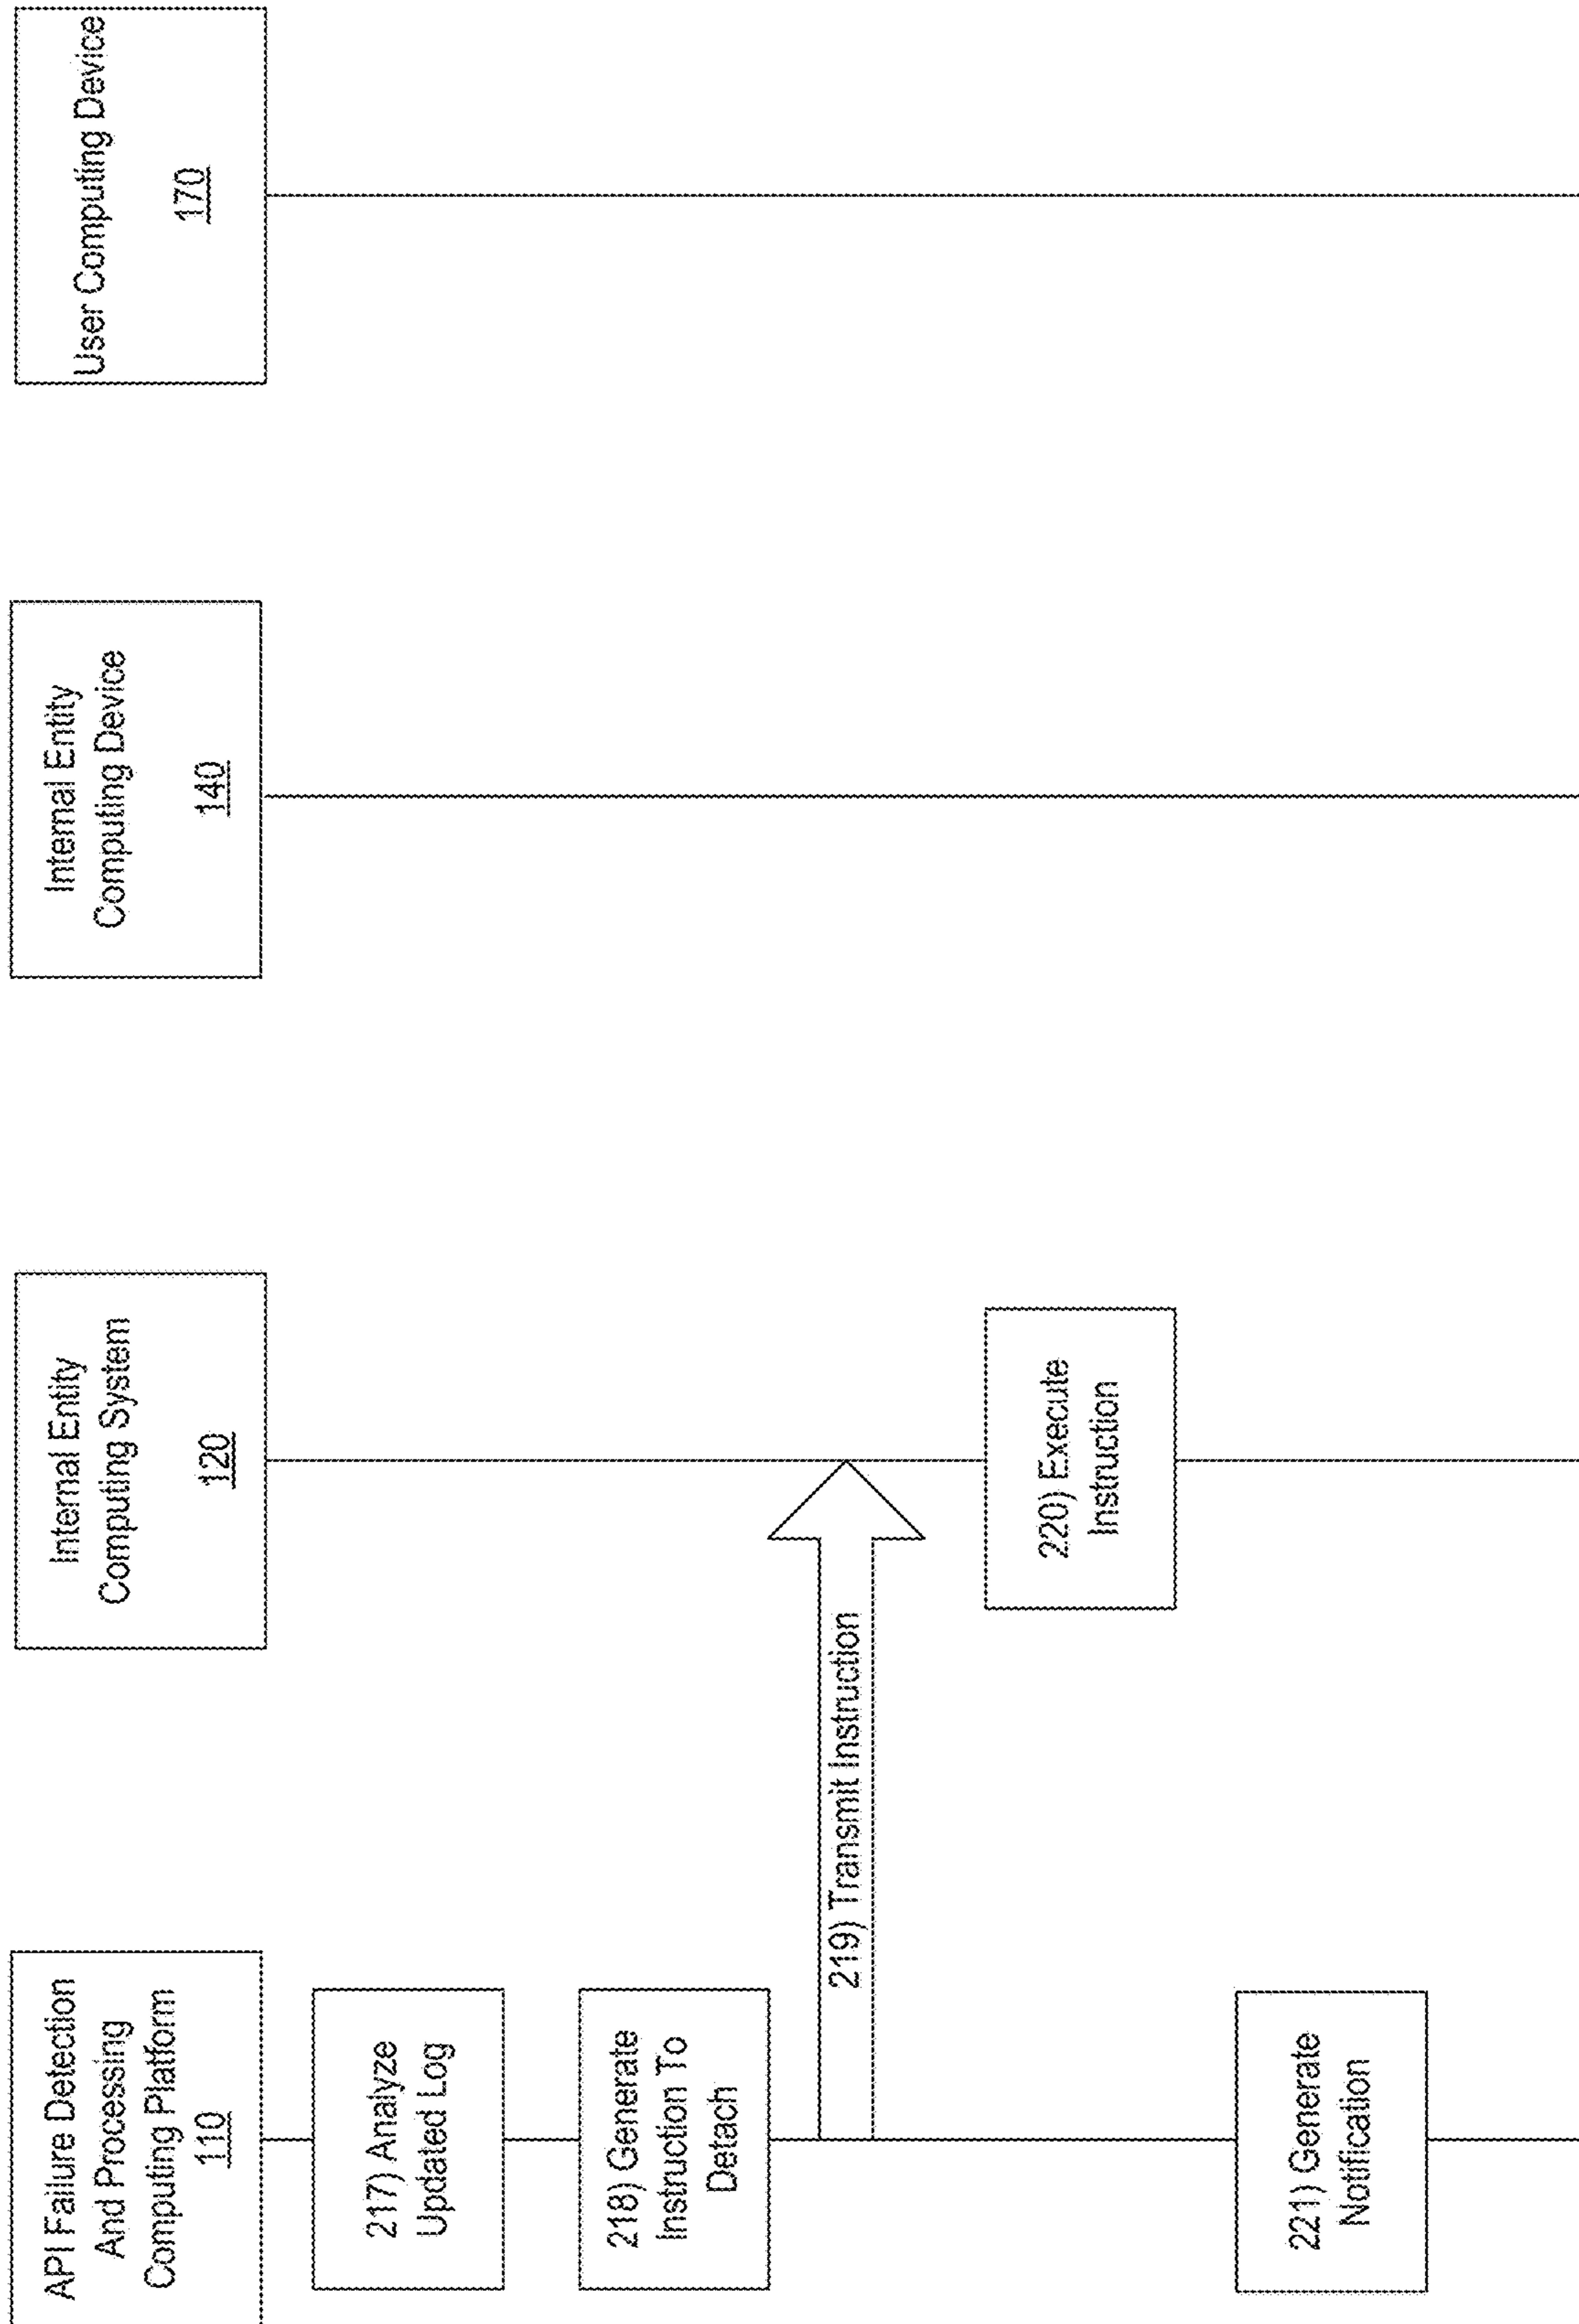 API Failure Detection
And Processing
Computing Platform
110
Internal Entity
Computing System
120
Internal Entity
Computing Device
140
User Computing Device
170
217) Analyze
Updated Log
218) Generate
Instruction To
Detach
219) Transmit Instruction
220) Execute
Instruction
221) Generate
Notification